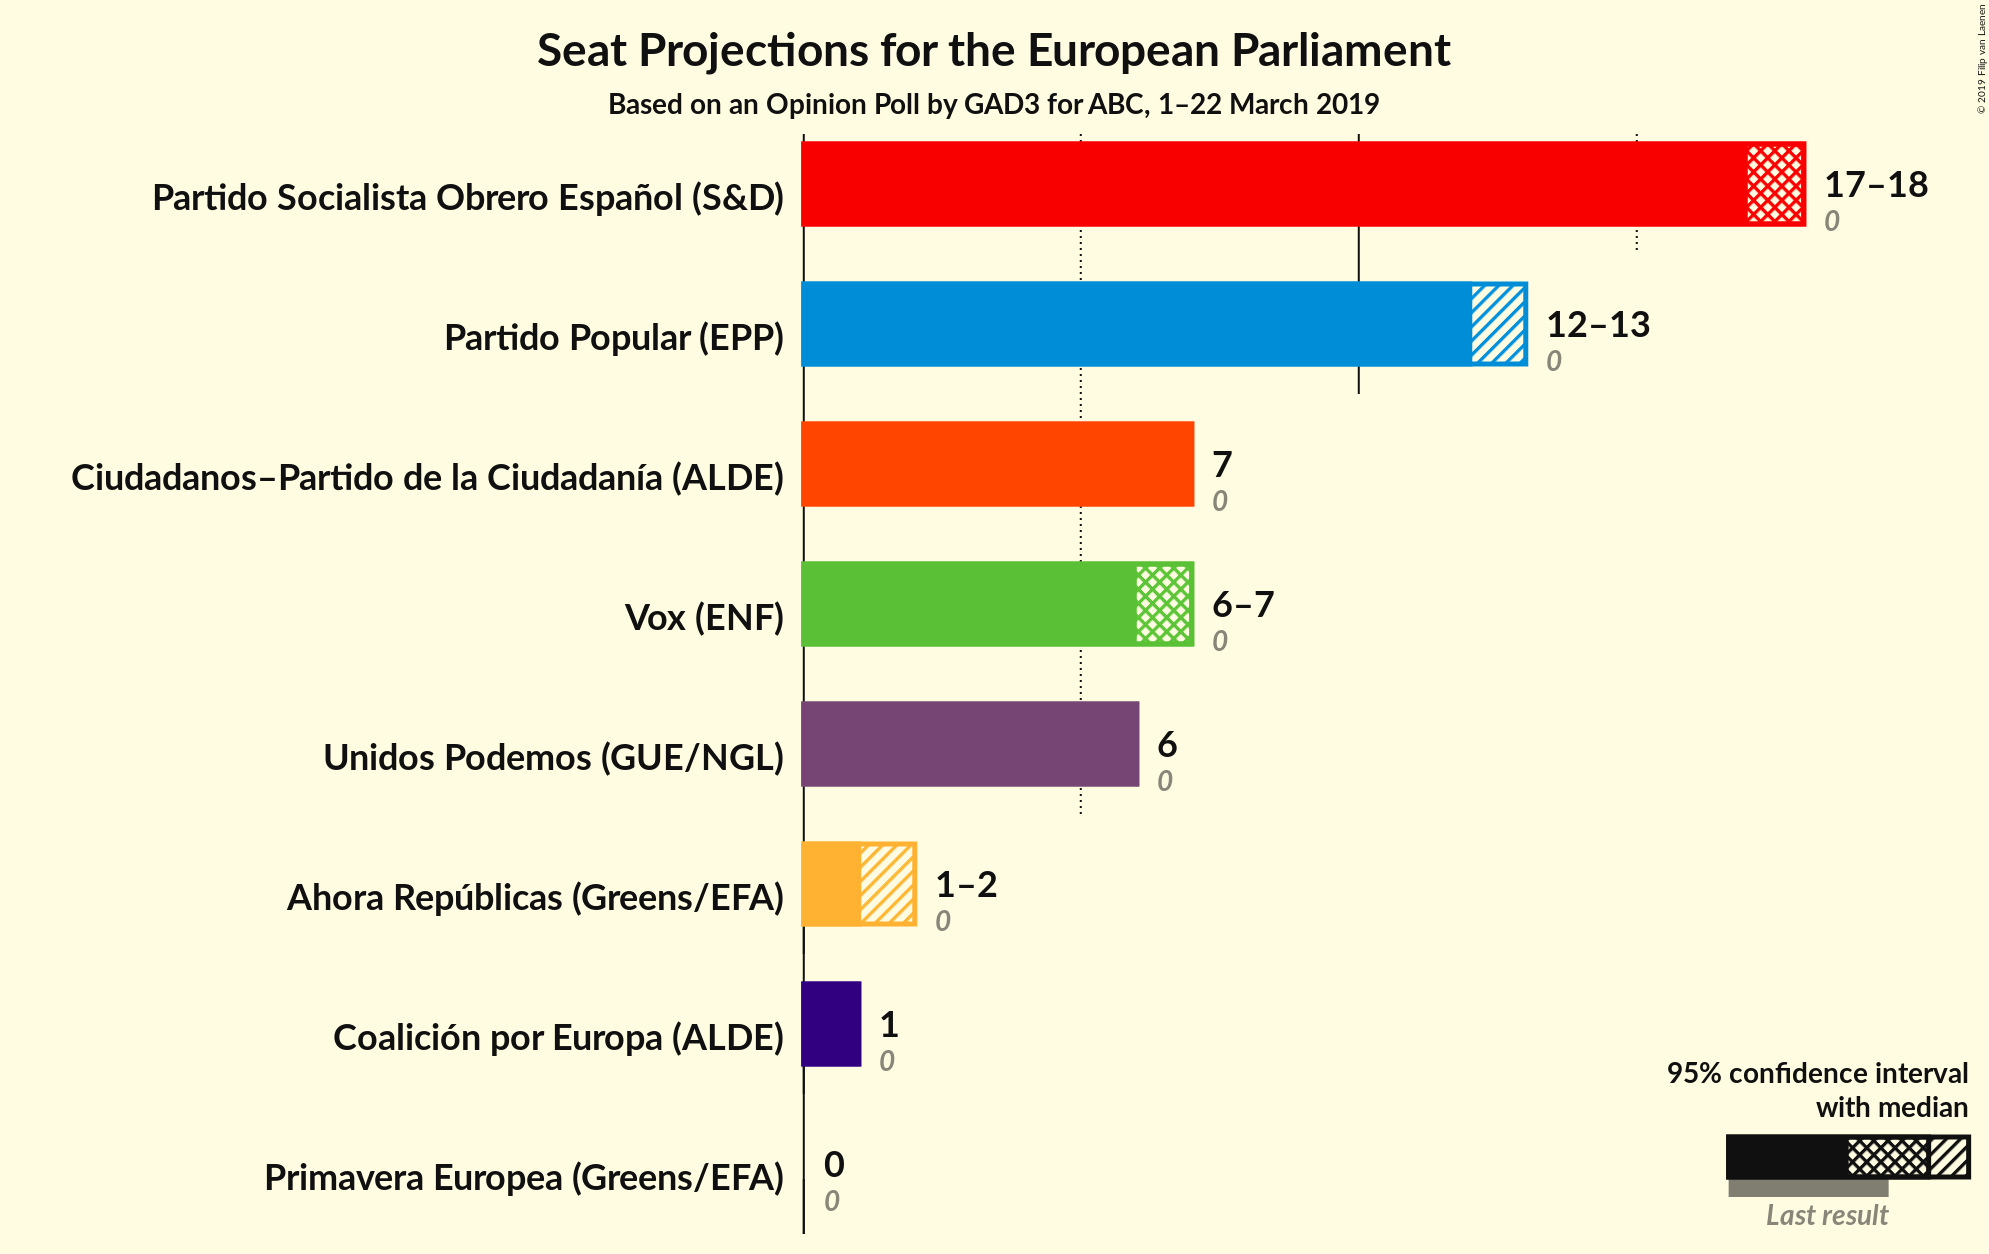 Seat Projections for the European Parliament
Based on an Opinion Poll by GAD3 for ABC, 1–22 March 2019
© 2019 Filip van Laenen
Partido Socialista Obrero Español (S&D)
17–18
0
Partido Popular (EPP)
12–13
0
Ciudadanos–Partido de la Ciudadanía (ALDE)
7
0
Vox (ENF)
6–7
0
Unidos Podemos (GUE/NGL)
6
0
Ahora Repúblicas (Greens/EFA)
1–2
0
Coalición por Europa (ALDE)
1
0
Primavera Europea (Greens/EFA)
0
0
95% confidence interval
with median
Last result